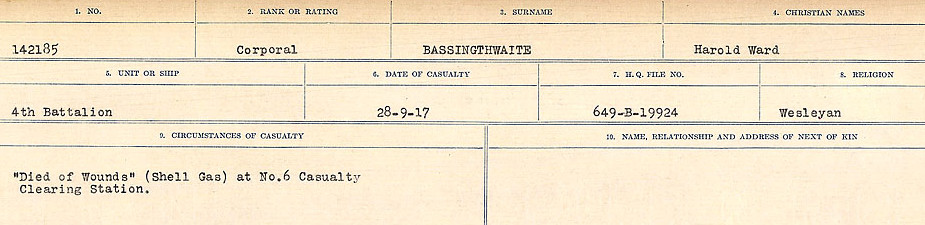 1. NO. 2. RANK OR RATING 3. SURNAME 4. CHRISTIAN NAMES
142185 Corporal BASSINGTHWAITE Harold Ward
5. UNIT OR SHIP 6. DATE OF CASUALTY 7. H.Q. FILE NO. 8. RELIGION
4th Battalion 28-9-17 649-B-19924 Wesleyan
9. CIRCUMSTANCES OF CASUALTY 10. NAME, RELATIONSHIP AND ADDRESS OF NEXT OF KIN
"Died of Wounds" (Shell Gas) at No.6 Casualty
Clearing Station.